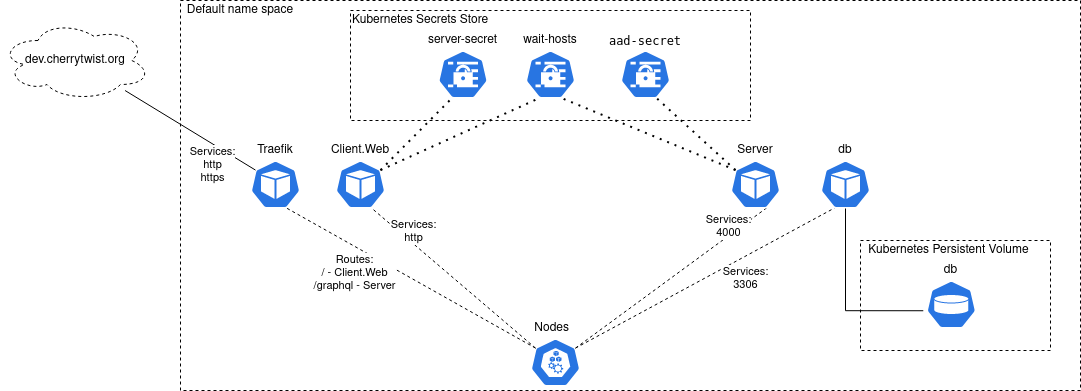 Default name space
Kubernetes Secrets Store
server-secret
wait-hosts
aad-secret
dev.cherrytwist.org
Services:
http
https
Traefik
Client.Web
Server
db
Services:
http
Services:
4000
Routes:
/ - Client.Web
/graphql - Server
Services:
3306
Kubernetes Persistent Volume
db
Nodes